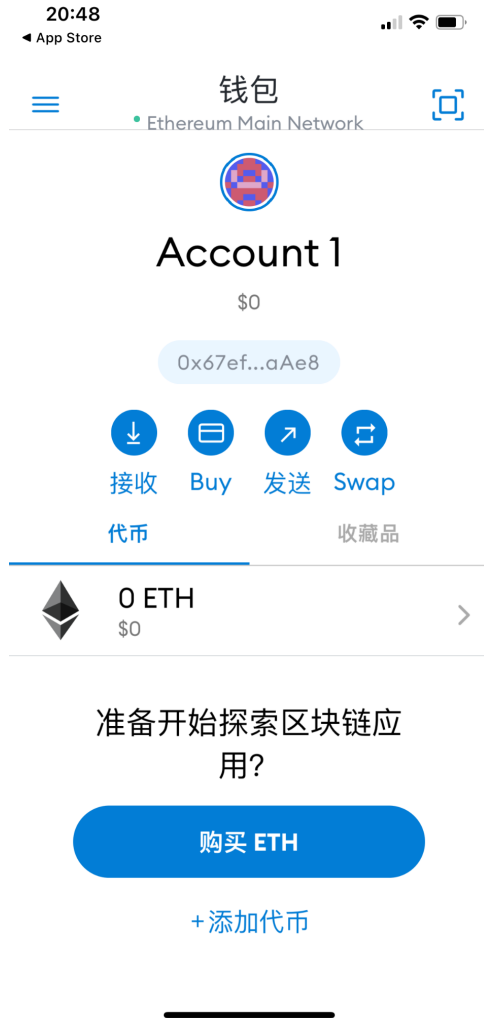 20:48
◀ App Store
钱包
Ethereum Main Network
Account 1
$0
0x67ef...aAe8
接收 Buy 发送 Swap
代币 收藏品
0 ETH
$0
准备开始探索区块链应
用?
购买 ETH
+添加代币